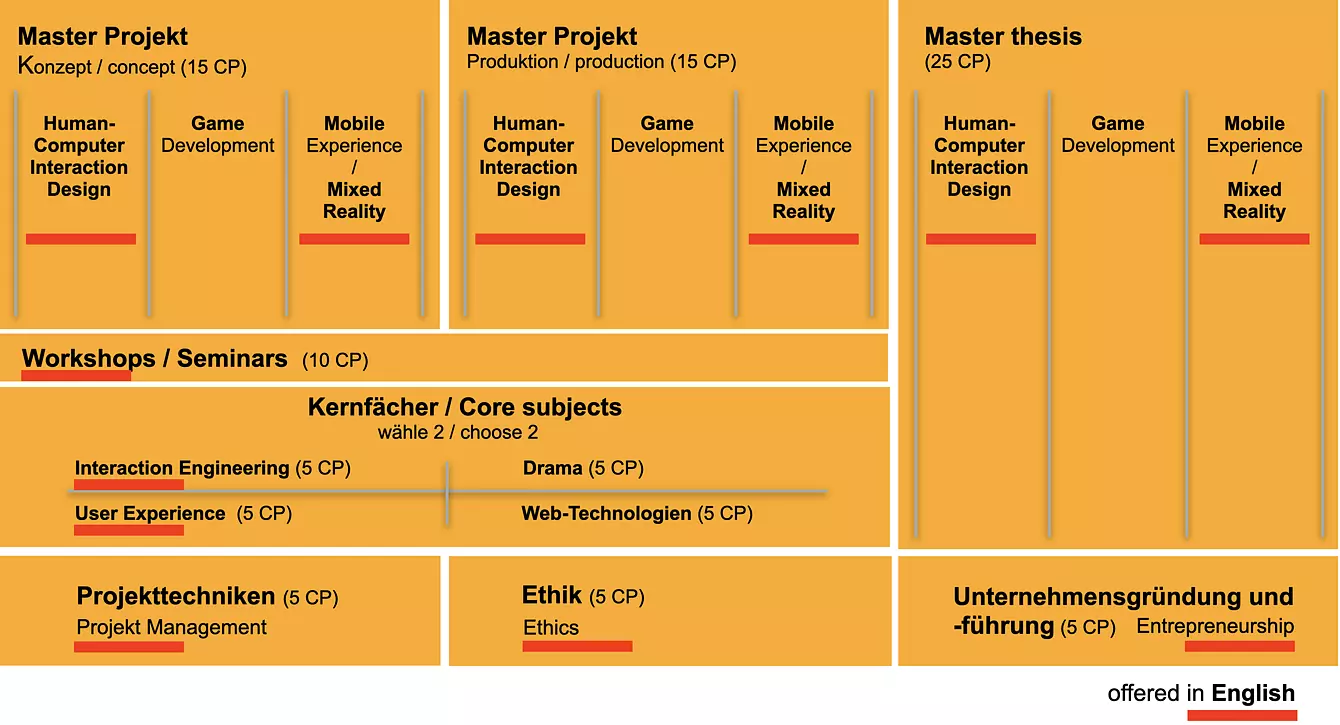 Master Projekt
Konzept / concept (15 CP)
Human-
Computer
Interaction
Design
Game
Development
Mobile
Experience
/
Mixed
Reality
Master Projekt
Produktion / production (15 CP)
Human-
Computer
Interaction
Design
Game
Development
Mobile
Experience
/
Mixed
Reality
Master thesis
(25 CP)
Human-
Computer
Interaction
Design
Game
Development
Mobile
Experience
/
Mixed
Reality
Workshops / Seminars (10 CP)
Kernfächer / Core subjects
wähle 2 / choose 2
Interaction Engineering (5 CP)
Drama (5 CP)
User Experience (5 CP)
Web-Technologien (5 CP)
Projekttechniken (5 CP)
Projekt Management
Ethik (5 CP)
Ethics
Unternehmensgründung und
-führung (5 CP) Entrepreneurship
offered in English